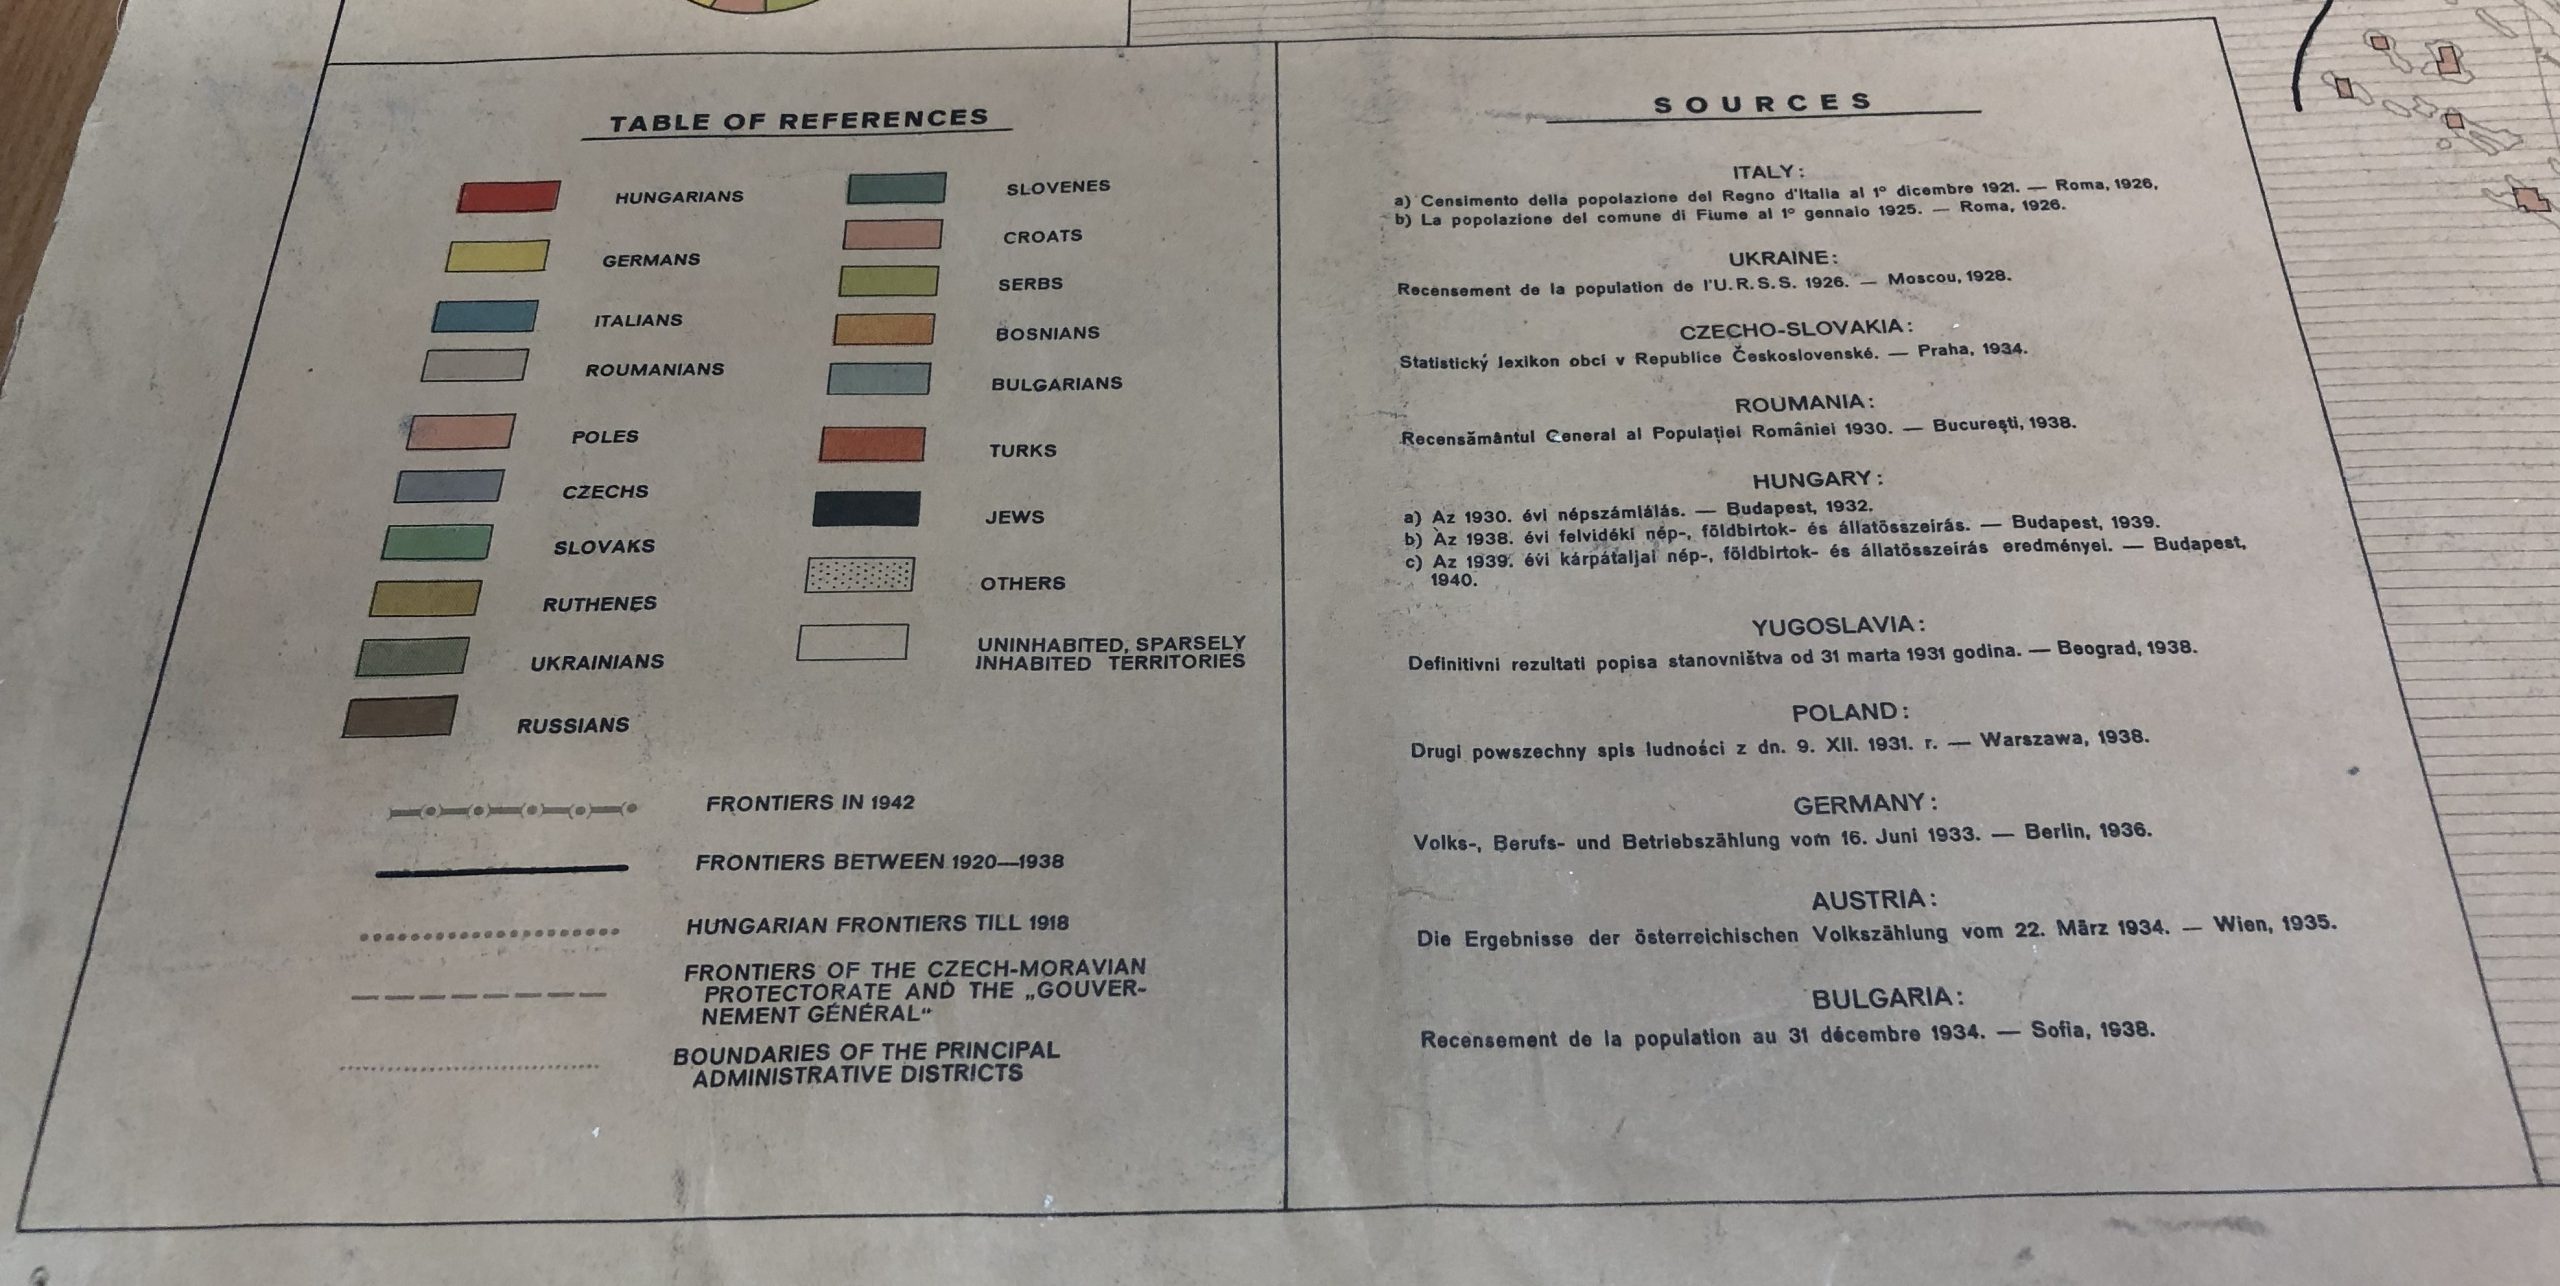 TABLE OF REFERENCES
HUNGARIANS
GERMANS
ITALIANS
ROUMANIANS
POLES
CZECHS
SLOVAKS
RUTHENES
UKRAINIANS
RUSSIANS
SLOVENES
CROATS
SERBS
BOSNIANS
BULGARIANS
TURKS
JEWS
OTHERS
UNINHABITED, SPARSELY
INHABITED TERRITORIES
FRONTIERS IN 1942
FRONTIERS BETWEEN 1920—1938
HUNGARIAN FRONTIERS TILL 1918
FRONTIERS OF THE CZECH-MORAVIAN
PROTECTORATE AND THE „GOUVER-
NEMENT GÉNÉRAL“
BOUNDARIES OF THE PRINCIPAL
ADMINISTRATIVE DISTRICTS
SOURCES
ITALY:
a) Censimento della popolazione del Regno d'Italia al 1º dicembre 1921. — Roma, 1926,
b) La popolazione del comune di Fiume al 1º gennaio 1925. — Roma, 1926.
UKRAINE:
Recensement de la population de l'U.R.S.S. 1926. — Moscou, 1928.
CZECHO-SLOVAKIA:
Statistický lexikon obcí v Republice Československé. — Praha, 1934.
ROUMANIA:
Recensământul General al Populației României 1930. — București, 1938.
HUNGARY:
a) Az 1930. évi népszámlálás. — Budapest, 1932.
b) Az 1938. évi felvidéki nép-, földbirtok- és állatösszeírás. — Budapest, 1939.
c) Az 1939. évi kárpátaljai nép-, földbirtok- és állatösszeírás eredményei. — Budapest,
1940.
YUGOSLAVIA:
Definitivni rezultati popisa stanovništva od 31 marta 1931 godina. — Beograd, 1938.
POLAND:
Drugi powszechny spis ludności z dn. 9. XII. 1931. r. — Warszawa, 1938.
GERMANY:
Volks-, Berufs- und Betriebszählung vom 16. Juni 1933. — Berlin, 1936.
AUSTRIA:
Die Ergebnisse der österreichischen Volkszählung vom 22. März 1934. — Wien, 1935.
BULGARIA:
Recensement de la population au 31 décembre 1934. — Sofia, 1938.